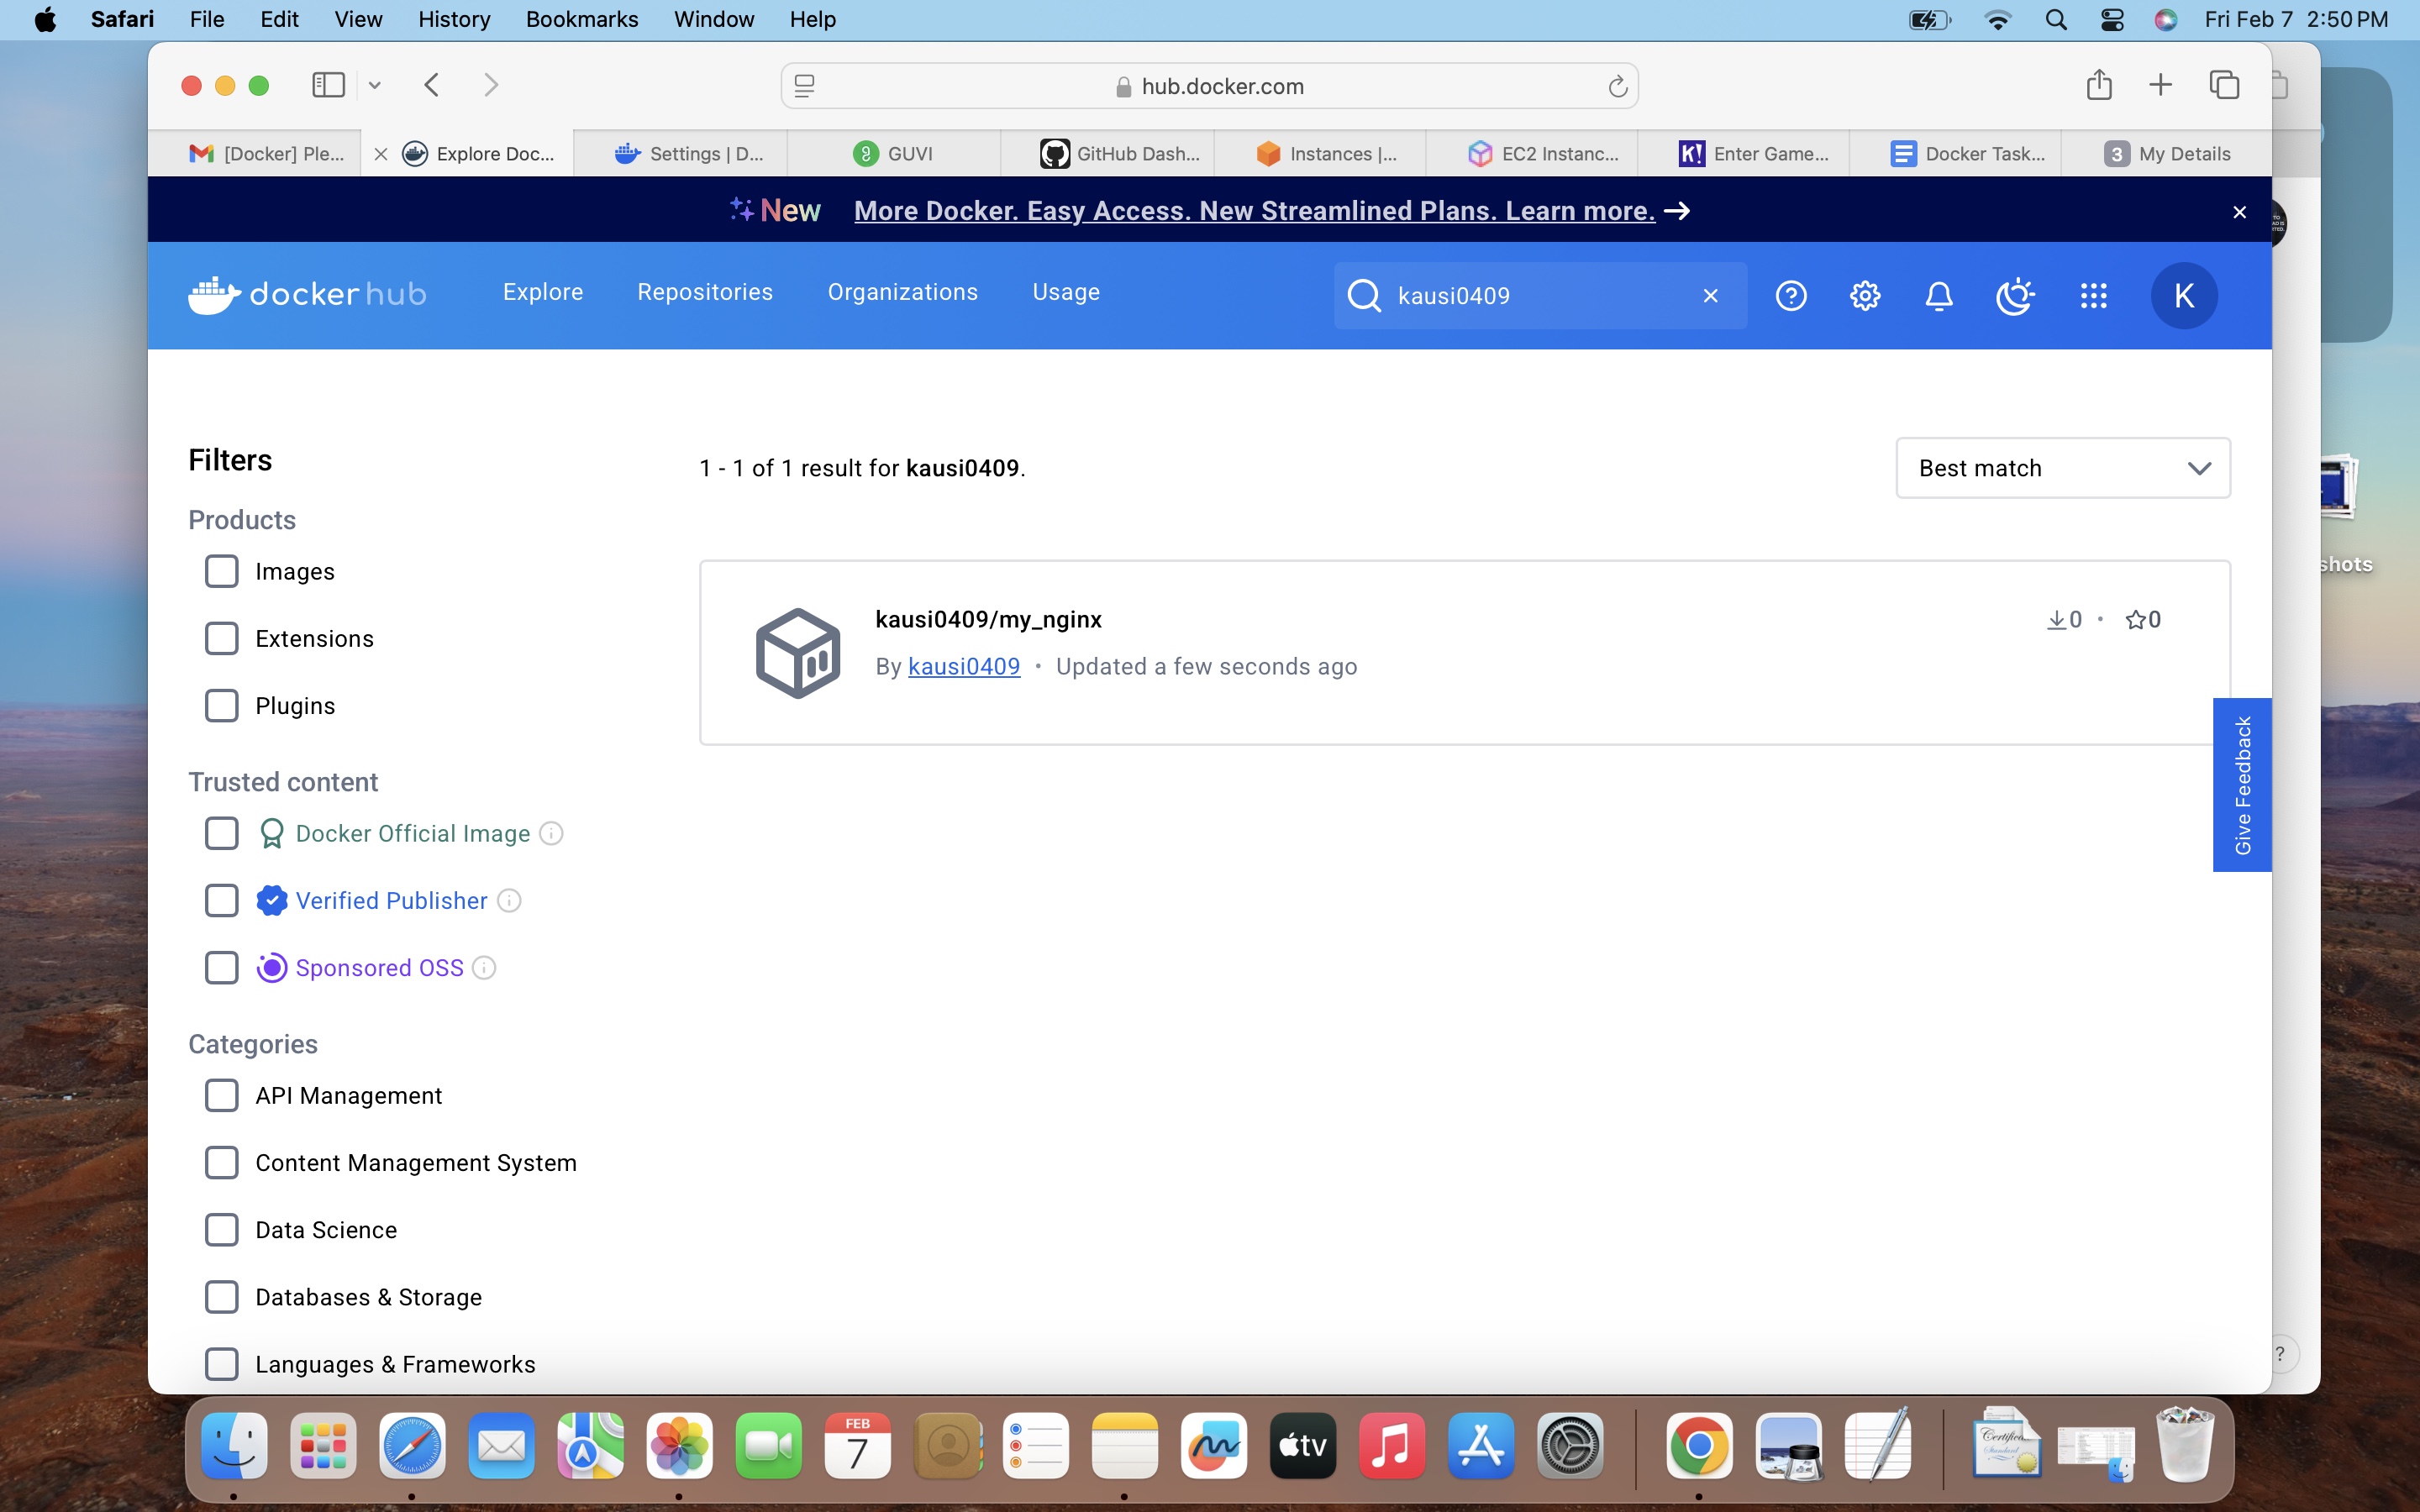 Safari File Edit View History Bookmarks Window Help Fri Feb 7 2:50 PM
hub.docker.com
[Docker] Ple... Explore Doc... Settings | D... GUVI GitHub Dash... Instances |... EC2 Instanc... K! Enter Game... Docker Task... 3 My Details
New More Docker. Easy Access. New Streamlined Plans. Learn more.
docker hub Explore Repositories Organizations Usage kausi0409 K
Filters
1 - 1 of 1 result for kausi0409.
Best match
Products
Images
Extensions
Plugins
kausi0409/my_nginx
0 • 0
By kausi0409 • Updated a few seconds ago
Give Feedback
shots
Trusted content
Docker Official Image
Verified Publisher
Sponsored OSS
Categories
API Management
Content Management System
Data Science
Databases & Storage
Languages & Frameworks
?
FEB
7
tv